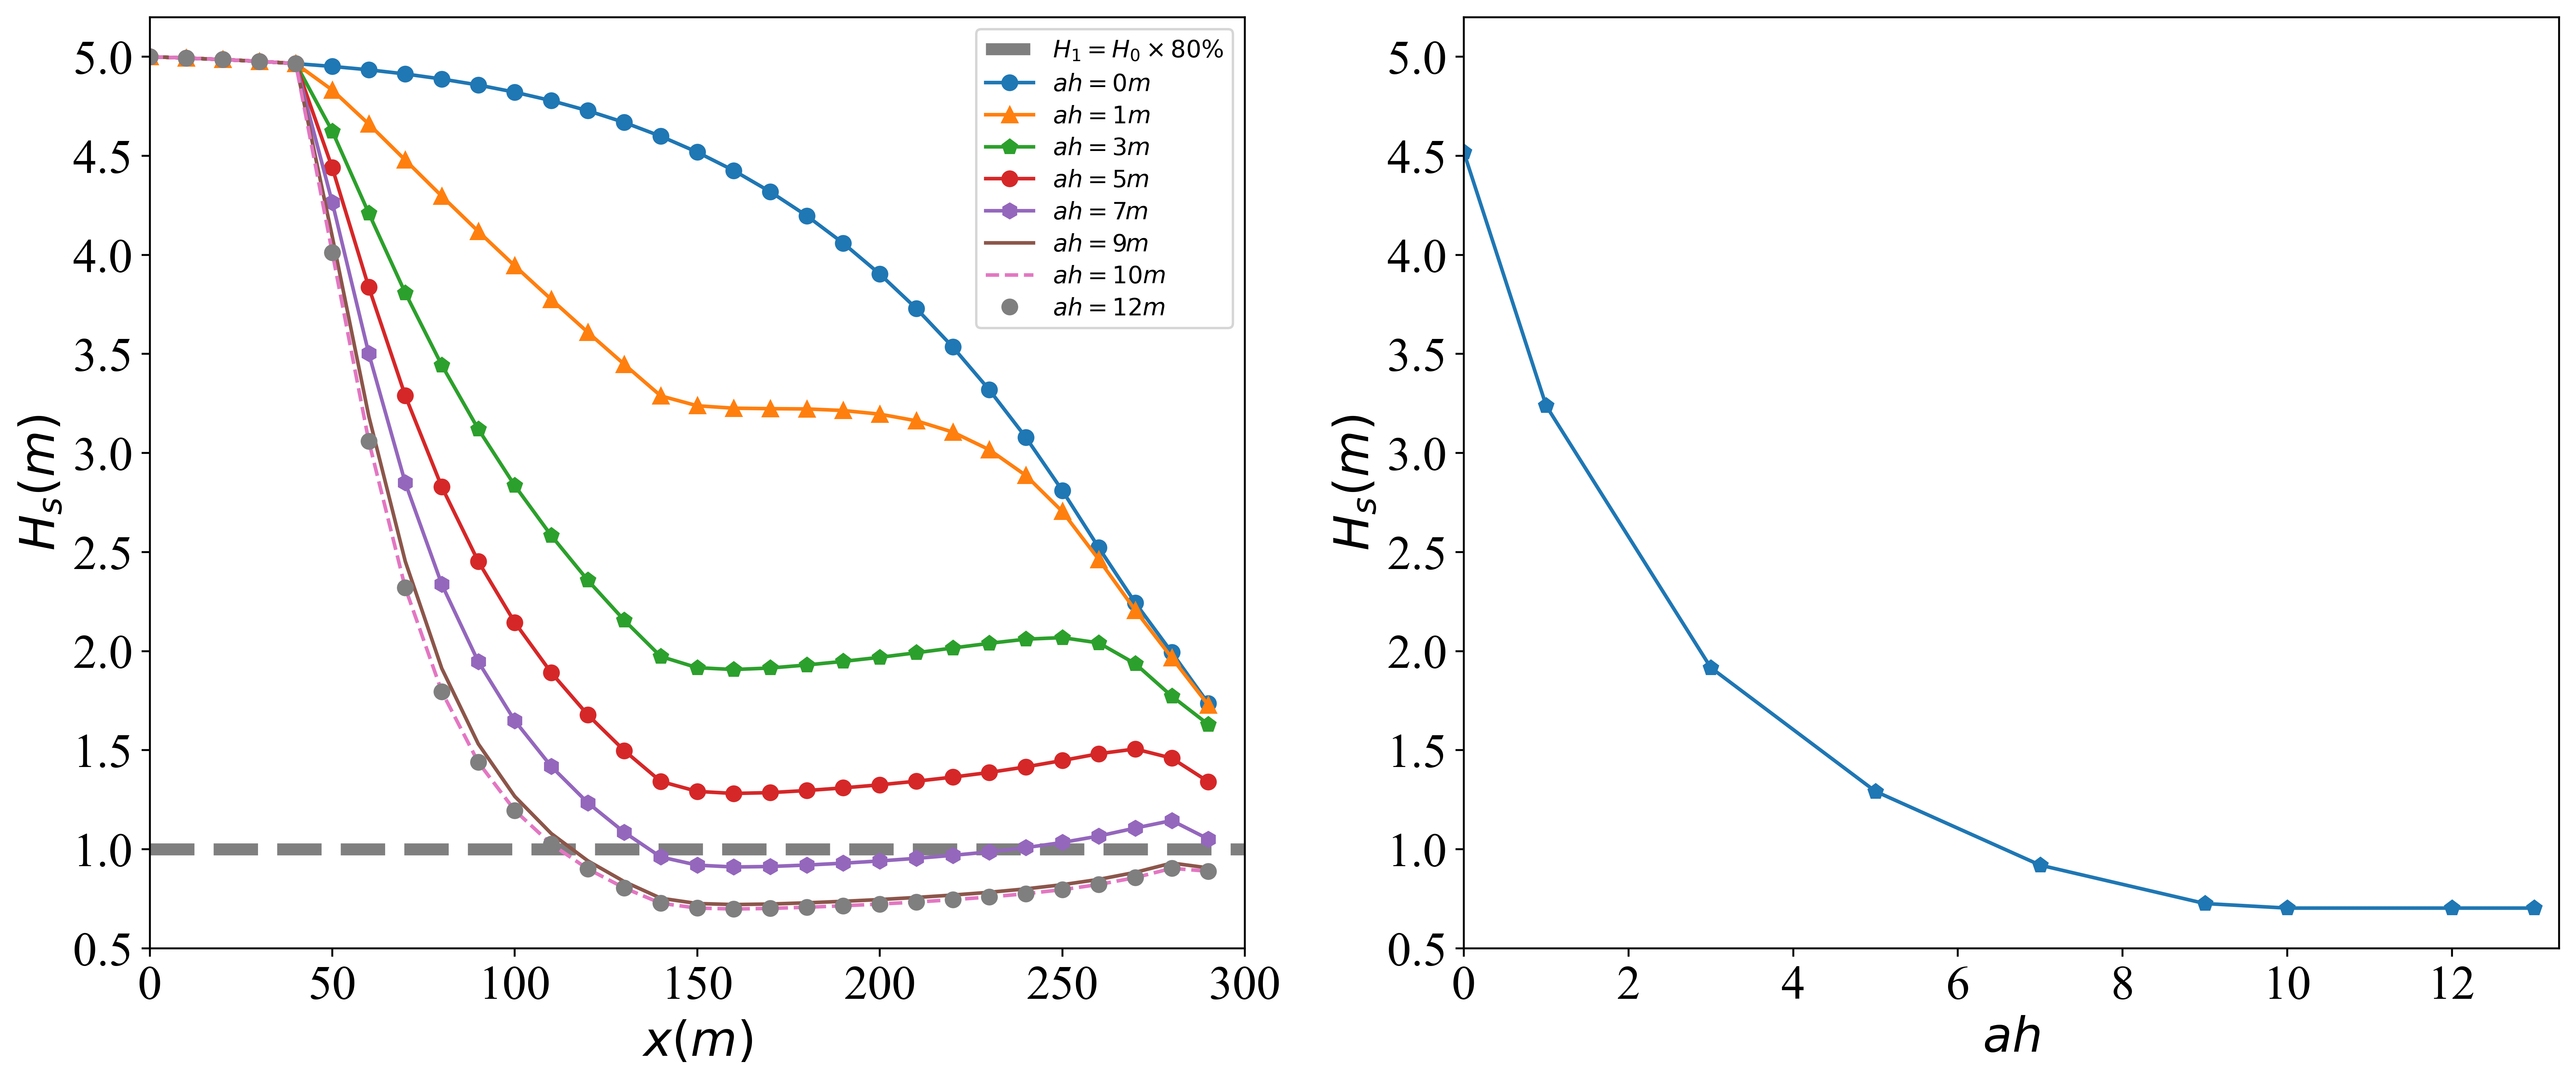 5.0
4.5
4.0
3.5
3.0
2.5
2.0
1.5
1.0
0.5
H_s(m)
0 50 100 150 200 250 300
x(m)
H_1 = H_0 × 80%
ah = 0m
ah = 1m
ah = 3m
ah = 5m
ah = 7m
ah = 9m
ah = 10m
ah = 12m
5.0
4.5
4.0
3.5
3.0
2.5
2.0
1.5
1.0
0.5
H_s(m)
0 2 4 6 8 10 12
ah